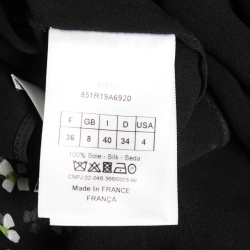 851R19A6920
F GB I D USA
36 8 40 34 4
100% Soie - Silk - Seda
Made In FRANCE
FRANÇA